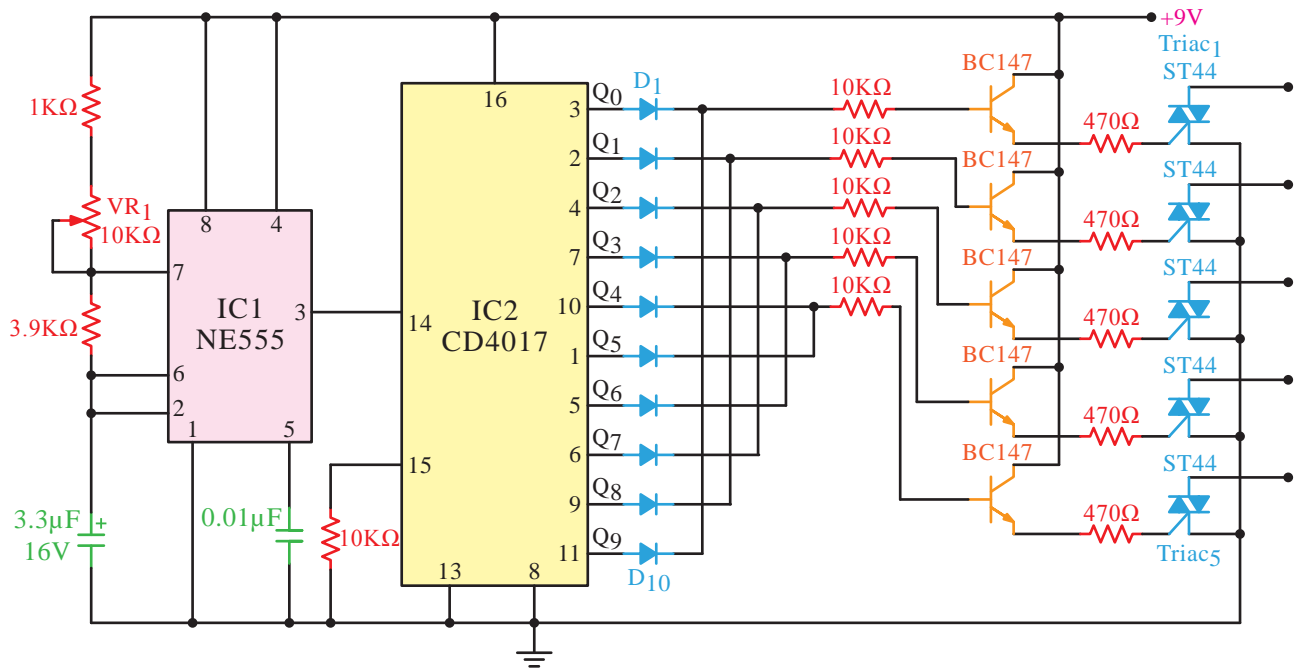 +9V
Triac1
ST44
BC147
470Ω
1KΩ
VR1
10KΩ
3.9KΩ
3.3µF
16V
+
0.01µF
10KΩ
8
4
7
IC1
NE555
3
6
2
1
5
16
14
IC2
CD4017
15
13
8
3
2
4
7
10
1
5
6
9
11
Q0
Q1
Q2
Q3
Q4
Q5
Q6
Q7
Q8
Q9
D1
D10
10KΩ
10KΩ
10KΩ
10KΩ
10KΩ
BC147
ST44
470Ω
BC147
ST44
470Ω
BC147
ST44
470Ω
BC147
ST44
470Ω
Triac5